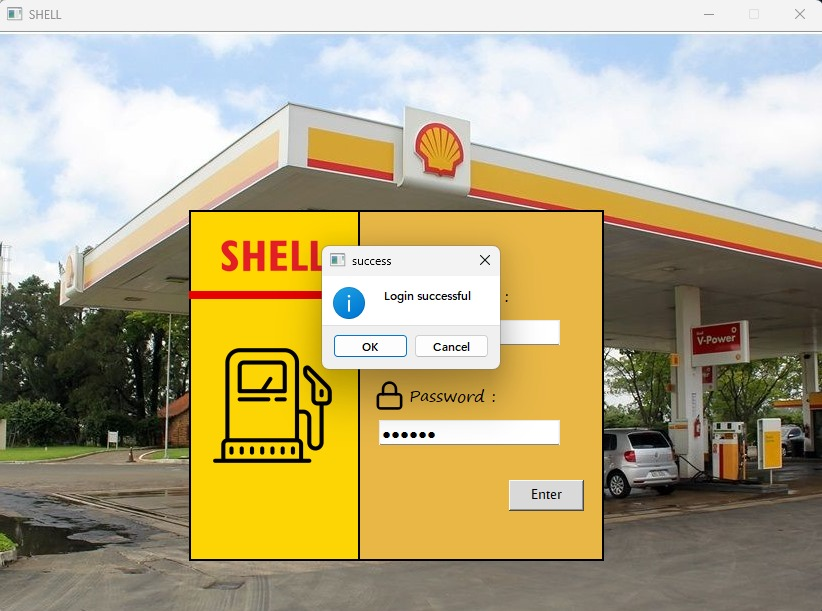 SHELL
SHELL
success
Login successful
:
OK
Cancel
Password :
●●●●●●
Enter
V-Power